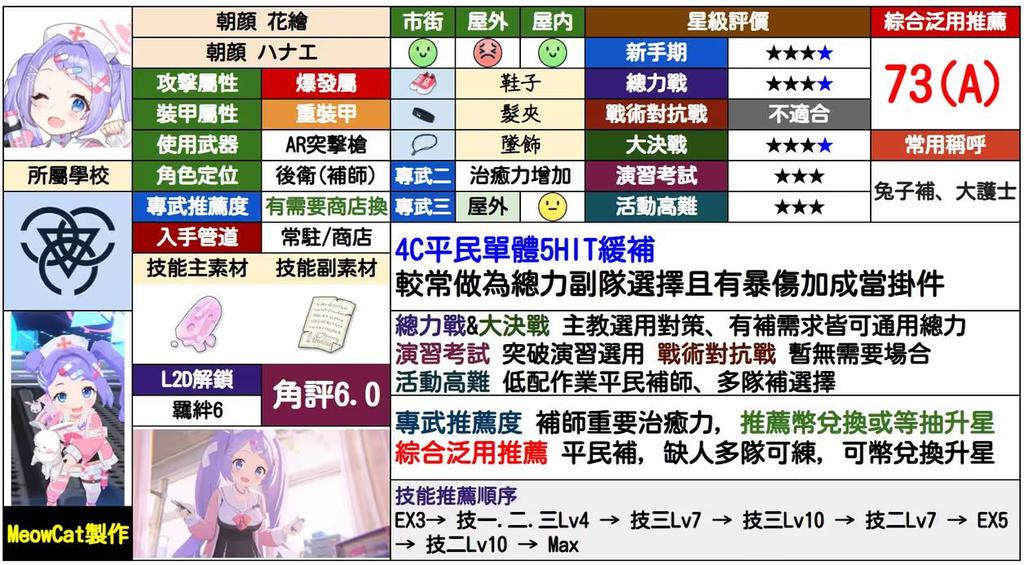 朝顏 花繪
朝顔 ハナエ
攻擊屬性 爆發屬
裝甲屬性 重裝甲
使用武器 AR突擊槍
所屬學校
角色定位 後衛(補師)
專武推薦度 有需要商店換
入手管道 常駐/商店
技能主素材 技能副素材
L2D解鎖
羈絆6
角評6.0
MeowCat製作
市街 屋外 屋内
鞋子
髮夾
墜飾
專武二 治癒力增加
專武三 屋外
星級評價
新手期 ★★★★
總力戰 ★★★★
戰術對抗戰 不適合
大決戰 ★★★★
演習考試 ★★★
活動高難 ★★★
綜合泛用推薦
73(A)
常用稱呼
兔子補、大護士
4C平民單體5HIT緩補
較常做為總力副隊選擇且有暴傷加成當掛件
總力戰&大決戰 主教選用對策、有補需求皆可通用總力
演習考試 突破演習選用 戰術對抗戰 暫無需要場合
活動高難 低配作業平民補師、多隊補選擇
專武推薦度 補師重要治癒力, 推薦幣兌換或等抽升星
綜合泛用推薦 平民補, 缺人多隊可練, 可幣兌換升星
技能推薦順序
EX3→ 技一.二.三Lv4 → 技三Lv7 → 技三Lv10 → 技二Lv7 → EX5
→ 技二Lv10 → Max